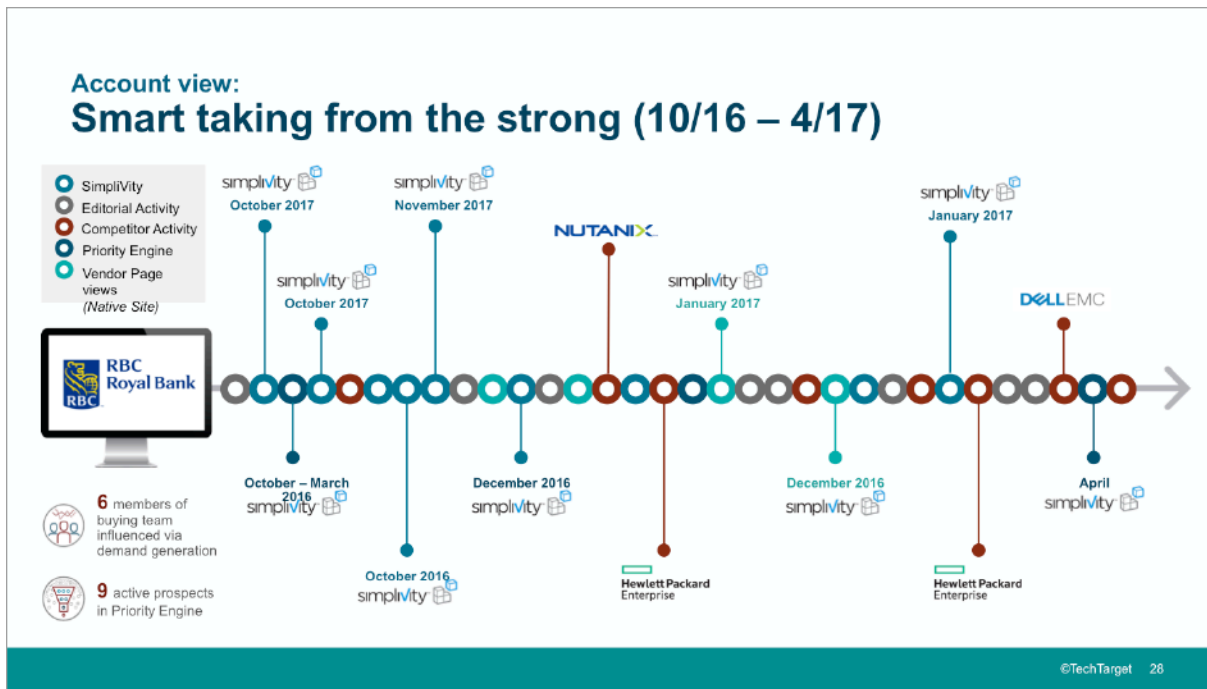 Account view:
Smart taking from the strong (10/16 – 4/17)
SimpliVity
Editorial Activity
Competitor Activity
Priority Engine
Vendor Page
views
(Native Site)
simpliVity
October 2017
simpliVity
October 2017
simpliVity
November 2017
NUTANIX
simpliVity
January 2017
simpliVity
January 2017
DELLEMC
RBC
RBC
Royal Bank
October – March
2016
simpliVity
October 2016
simpliVity
December 2016
simpliVity
Hewlett Packard
Enterprise
December 2016
simpliVity
Hewlett Packard
Enterprise
April
simpliVity
6 members of
buying team
influenced via
demand generation
9 active prospects
in Priority Engine
©TechTarget 28